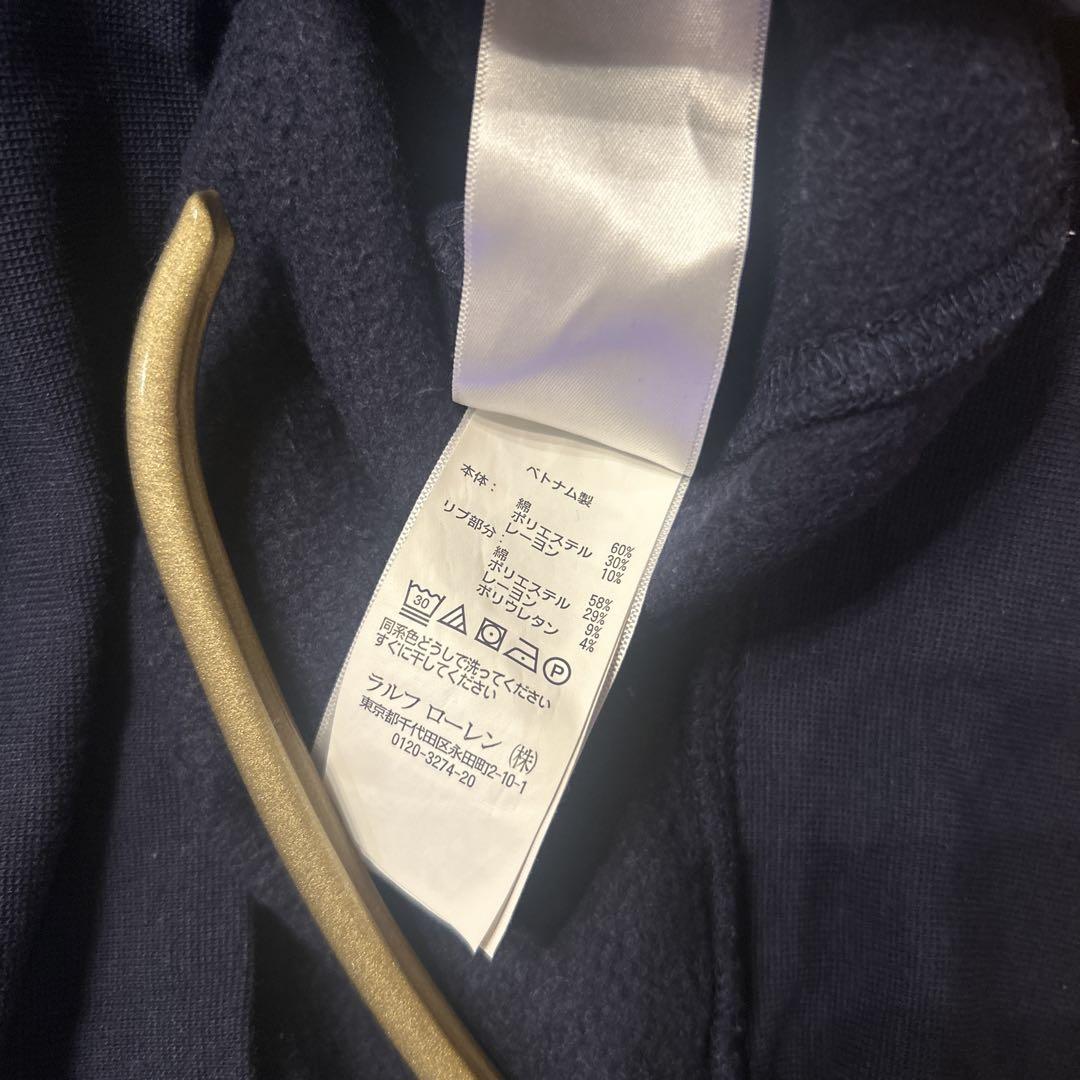 ベトナム製
本体:
綿 60%
ポリエステル 30%
レーヨン 10%
リブ部分:
綿 58%
ポリエステル 29%
レーヨン 9%
ポリウレタン 4%
30
P
同系色どうしで洗ってください
すぐに干してください
ラルフ ローレン (株)
東京都千代田区永田町2-10-1
0120-3274-20